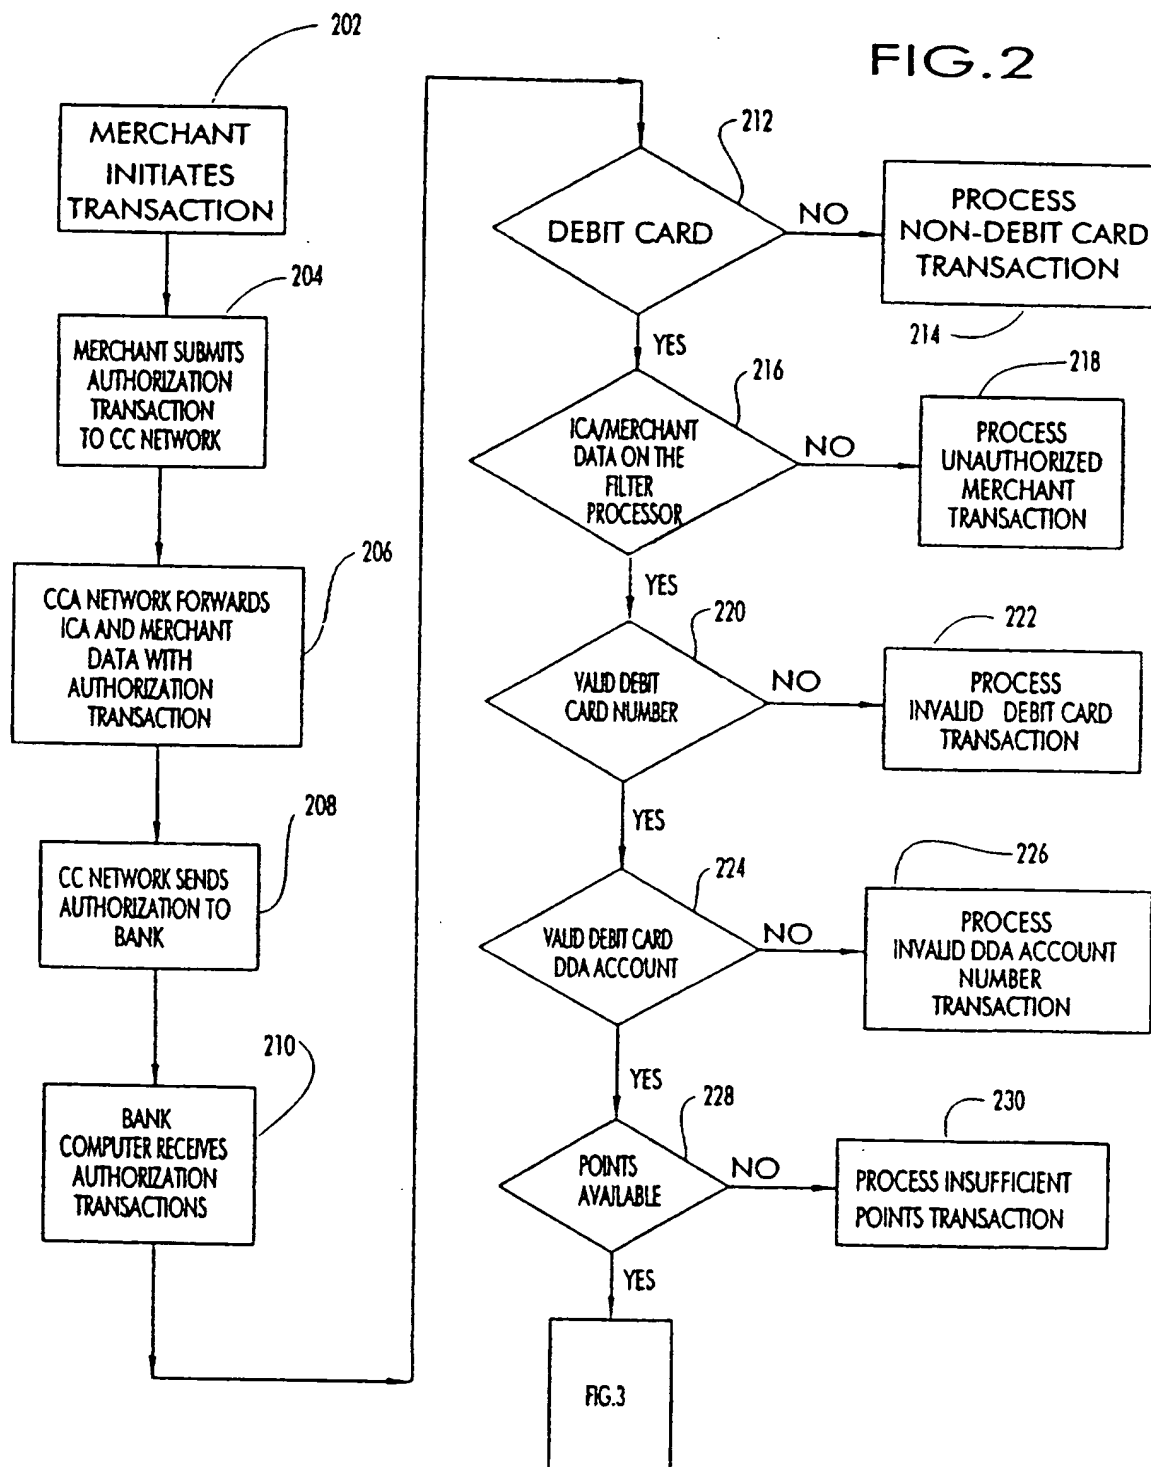 FIG.2
202
MERCHANT
INITIATES
TRANSACTION
204
MERCHANT SUBMITS
AUTHORIZATION
TRANSACTION
TO CC NETWORK
206
CCA NETWORK FORWARDS
ICA AND MERCHANT
DATA WITH
AUTHORIZATION
TRANSACTION
208
CC NETWORK SENDS
AUTHORIZATION TO
BANK
210
BANK
COMPUTER RECEIVES
AUTHORIZATION
TRANSACTIONS
212
DEBIT CARD
NO
PROCESS
NON-DEBIT CARD
TRANSACTION
214
YES
216
ICA/MERCHANT
DATA ON THE
FILTER
PROCESSOR
NO
218
PROCESS
UNAUTHORIZED
MERCHANT
TRANSACTION
YES
220
VALID DEBIT
CARD NUMBER
NO
222
PROCESS
INVALID DEBIT CARD
TRANSACTION
YES
224
VALID DEBIT CARD
DDA ACCOUNT
NO
226
PROCESS
INVALID DDA ACCOUNT
NUMBER
TRANSACTION
YES
228
POINTS
AVAILABLE
NO
230
PROCESS INSUFFICIENT
POINTS TRANSACTION
YES
FIG.3